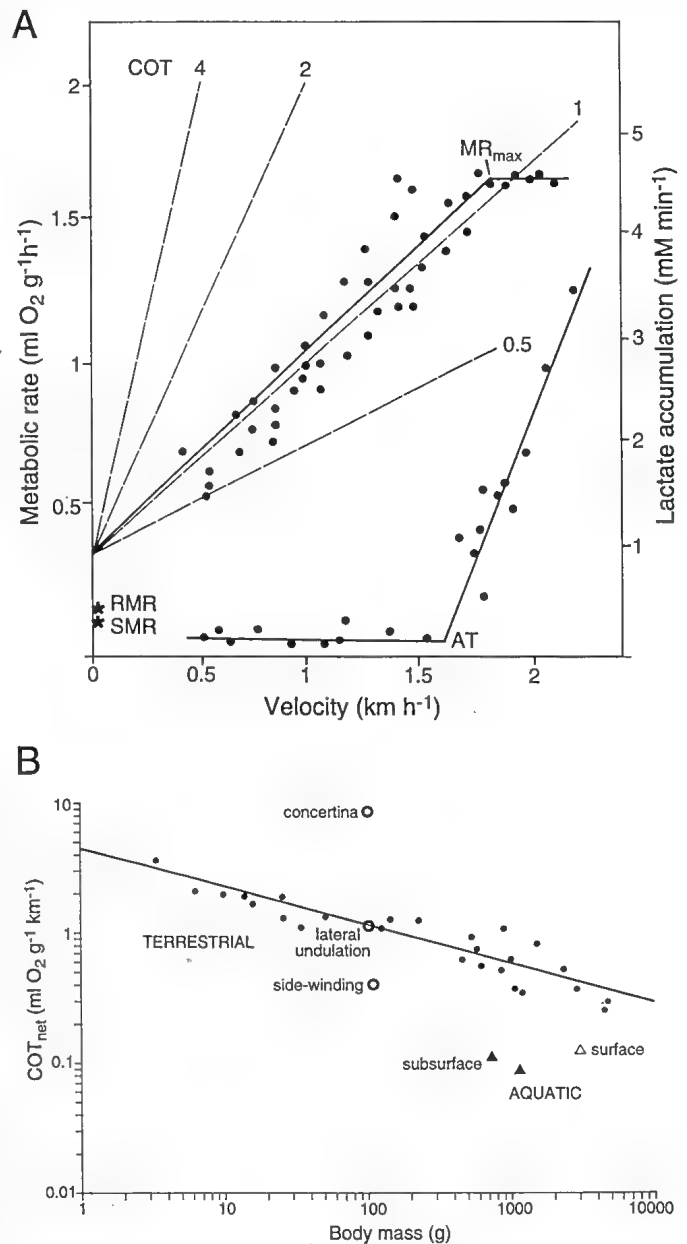 A
COT 4 2 1
MRmax
0.5
2
1.5
1
0.5
Metabolic rate (ml O2 g-1h-1)
5
4
3
2
1
Lactate accumulation (mM min-1)
RMR
SMR
AT
0 0.5 1 1.5 2
Velocity (km h-1)
B
10
1
0.1
0.01
COTnet (ml O2 g-1 km-1)
concertina
TERRESTRIAL
lateral
undulation
side-winding
subsurface
surface
AQUATIC
1 10 100 1000 10000
Body mass (g)